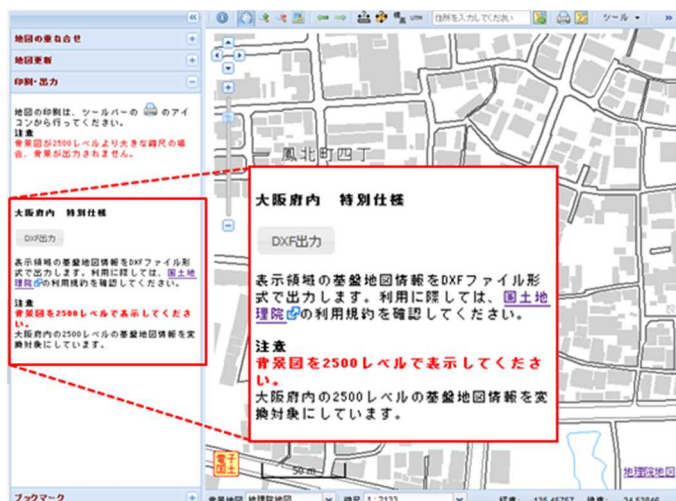 住所を入力してください
ツール
地図の重ね合せ
地図更新
印刷・出力
地図の印刷は、ツールバーの のアイ
コンから行ってください。
注意
背景図が2500レベルより大きな縮尺の場
合、背景が出力されません。
大阪府内 特別仕様
DXF出力
表示領域の基盤地図情報をDXFファイル形
式で出力します。利用に際しては、国土地
理院の利用規約を確認してください。
注意
背景図を2500レベルで表示してくださ
い。
大阪府内の2500レベルの基盤地図情報を変
換対象にしています。
ブックマーク
鳳北町四丁
大阪府内 特別仕様
DXF出力
表示領域の基盤地図情報をDXFファイル形
式で出力します。利用に際しては、国土地
理院の利用規約を確認してください。
注意
背景図を2500レベルで表示してくださ
い。
大阪府内の2500レベルの基盤地図情報を変
換対象にしています。
電子
国土
50 m
地理院地図
背景地図 地理院地図 縮尺 1:2133 経度: 135.45757 緯度: 34.53846